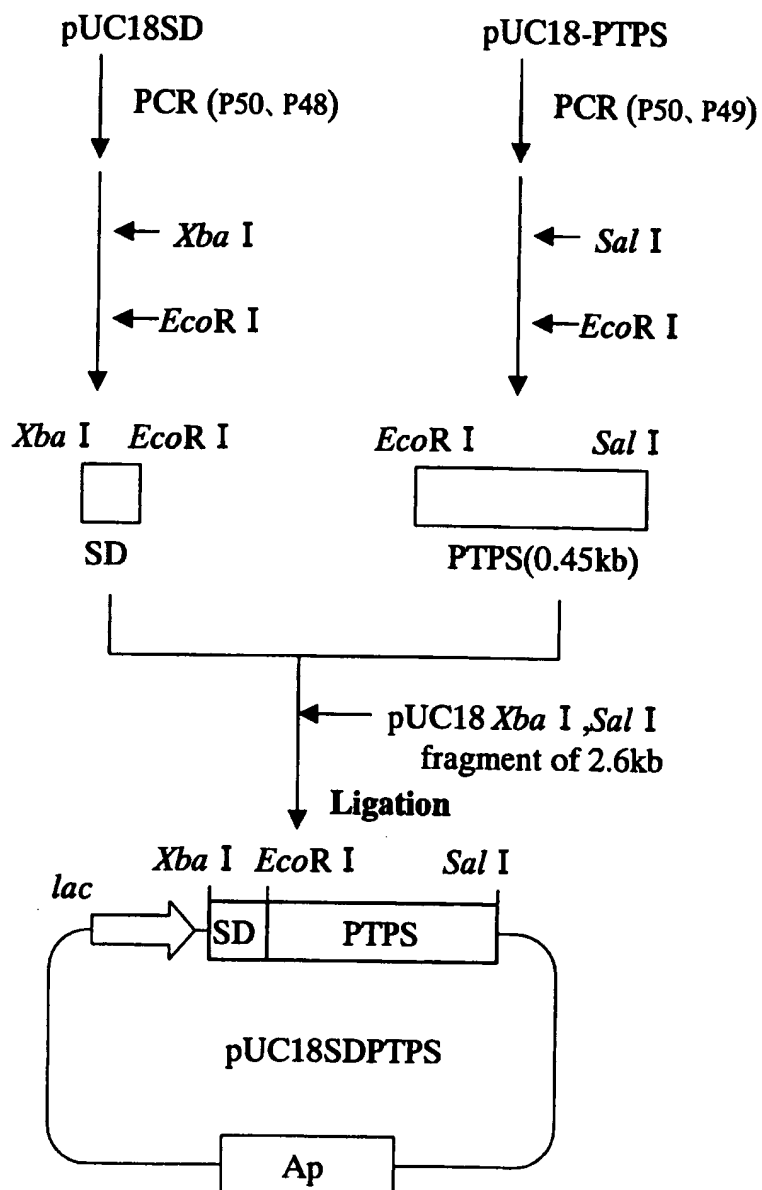 pUC18SD
pUC18-PTPS
PCR (P50、P48)
PCR (P50、P49)
Xba I
Sal I
EcoR I
EcoR I
Xba I EcoR I
EcoR I Sal I
SD
PTPS(0.45kb)
pUC18 Xba I ,Sal I
fragment of 2.6kb
Ligation
Xba I EcoR I Sal I
lac
SD PTPS
pUC18SDPTPS
Ap